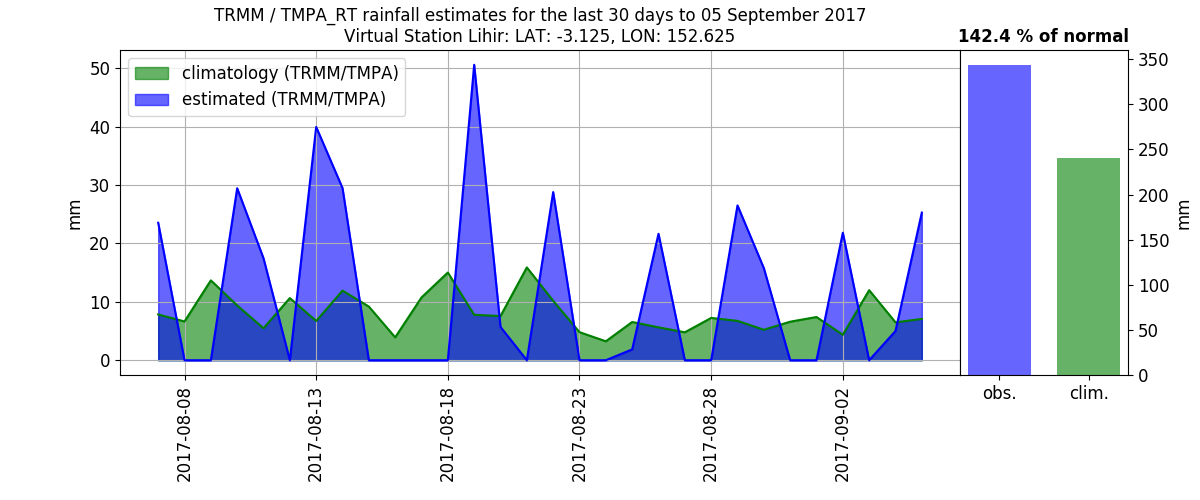 TRMM / TMPA_RT rainfall estimates for the last 30 days to 05 September 2017
Virtual Station Lihir: LAT: -3.125, LON: 152.625
142.4 % of normal
climatology (TRMM/TMPA)
estimated (TRMM/TMPA)
mm
50
40
30
20
10
0
2017-08-08
2017-08-13
2017-08-18
2017-08-23
2017-08-28
2017-09-02
350
300
250
200
150
100
50
0
mm
obs.
clim.